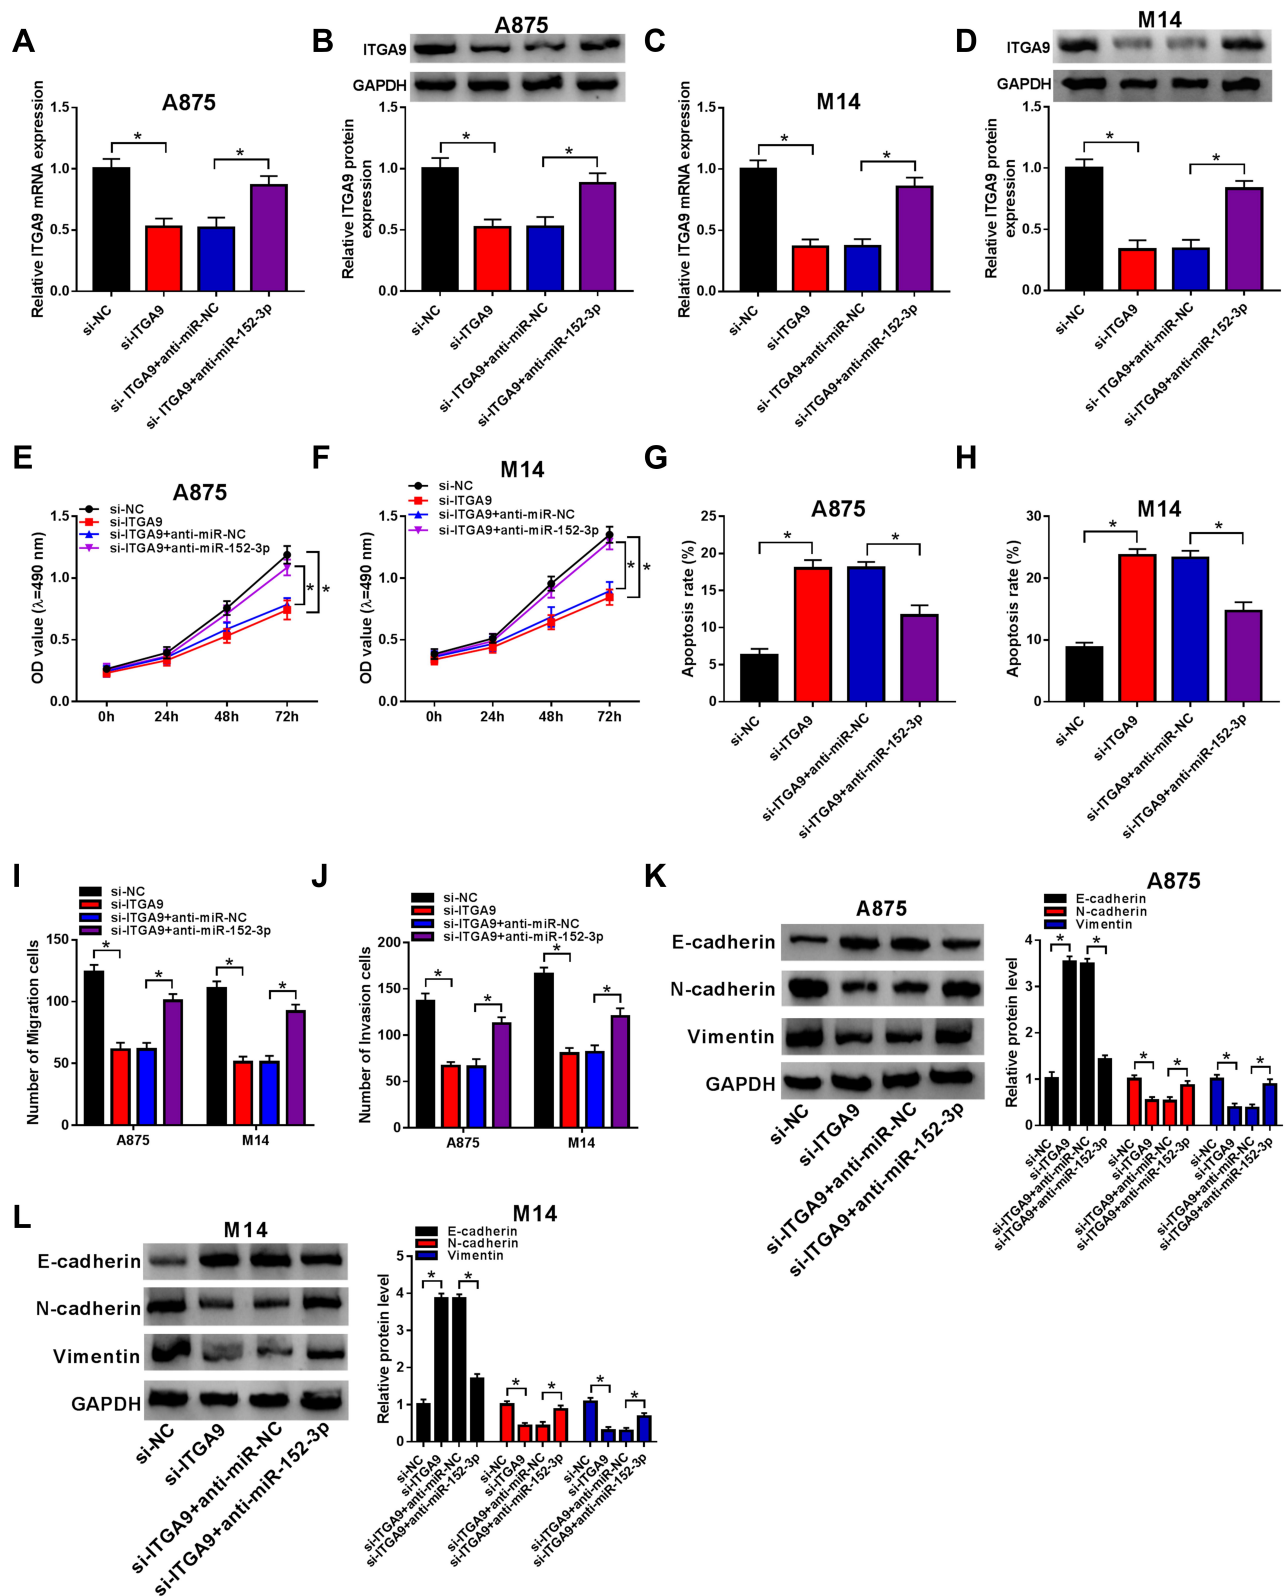 A
Relative ITGA9 mRNA expression
A875
1.5
1.0
0.5
0.0
*
*
si-NC
si-ITGA9
si- ITGA9+anti-miR-NC
si- ITGA9+anti-miR-152-3p
B
A875
ITGA9
GAPDH
Relative ITGA9 protein
expression
1.5
1.0
0.5
0.0
*
*
si-NC
si-ITGA9
si- ITGA9+anti-miR-NC
si-ITGA9+anti-miR-152-3p
C
Relative ITGA9 mRNA expression
M14
1.5
1.0
0.5
0.0
*
*
si-NC
si-ITGA9
si- ITGA9+anti-miR-NC
si-ITGA9+anti-miR-152-3p
D
M14
ITGA9
GAPDH
Relative ITGA9 protein
expression
1.5
1.0
0.5
0.0
*
*
si-NC
si-ITGA9
si- ITGA9+anti-miR-NC
si-ITGA9+anti-miR-152-3p
E
A875
si-NC
si-ITGA9
si-ITGA9+anti-miR-NC
si-ITGA9+anti-miR-152-3p
OD value (λ=490 nm)
1.5
1.0
0.5
0.0
* *
0h 24h 48h 72h
F
M14
si-NC
si-ITGA9
si-ITGA9+anti-miR-NC
si-ITGA9+anti-miR-152-3p
OD value (λ=490 nm)
1.5
1.0
0.5
0.0
* *
0h 24h 48h 72h
G
A875
Apoptosis rate (%)
25
20
15
10
5
0
*
*
si-NC
si-ITGA9
si-ITGA9+anti-miR-NC
si-ITGA9+anti-miR-152-3p
H
M14
Apoptosis rate (%)
30
20
10
0
*
*
si-NC
si-ITGA9
si-ITGA9+anti-miR-NC
si-ITGA9+anti-miR-152-3p
I
si-NC
si-ITGA9
si-ITGA9+anti-miR-NC
si-ITGA9+anti-miR-152-3p
Number of Migration cells
150
100
50
0
*
*
*
*
A875 M14
J
si-NC
si-ITGA9
si-ITGA9+anti-miR-NC
si-ITGA9+anti-miR-152-3p
Number of Invasion cells
200
150
100
50
0
*
*
*
*
A875 M14
K
A875
E-cadherin
N-cadherin
Vimentin
GAPDH
si-NC
si-ITGA9
si-ITGA9+anti-miR-NC
si-ITGA9+anti-miR-152-3p
A875
E-cadherin
N-cadherin
Vimentin
Relative protein level
4
3
2
1
0
* *
* *
* *
si-NC
si-ITGA9
si-ITGA9+anti-miR-NC
si-ITGA9+anti-miR-152-3p
si-NC
si-ITGA9
si-ITGA9+anti-miR-NC
si-ITGA9+anti-miR-152-3p
si-NC
si-ITGA9
si-ITGA9+anti-miR-NC
si-ITGA9+anti-miR-152-3p
L
M14
E-cadherin
N-cadherin
Vimentin
GAPDH
si-NC
si-ITGA9
si-ITGA9+anti-miR-NC
si-ITGA9+anti-miR-152-3p
M14
E-cadherin
N-cadherin
Vimentin
Relative protein level
5
4
3
2
1
0
* *
* *
* *
si-NC
si-ITGA9
si-ITGA9+anti-miR-NC
si-ITGA9+anti-miR-152-3p
si-NC
si-ITGA9
si-ITGA9+anti-miR-NC
si-ITGA9+anti-miR-152-3p
si-NC
si-ITGA9
si-ITGA9+anti-miR-NC
si-ITGA9+anti-miR-152-3p